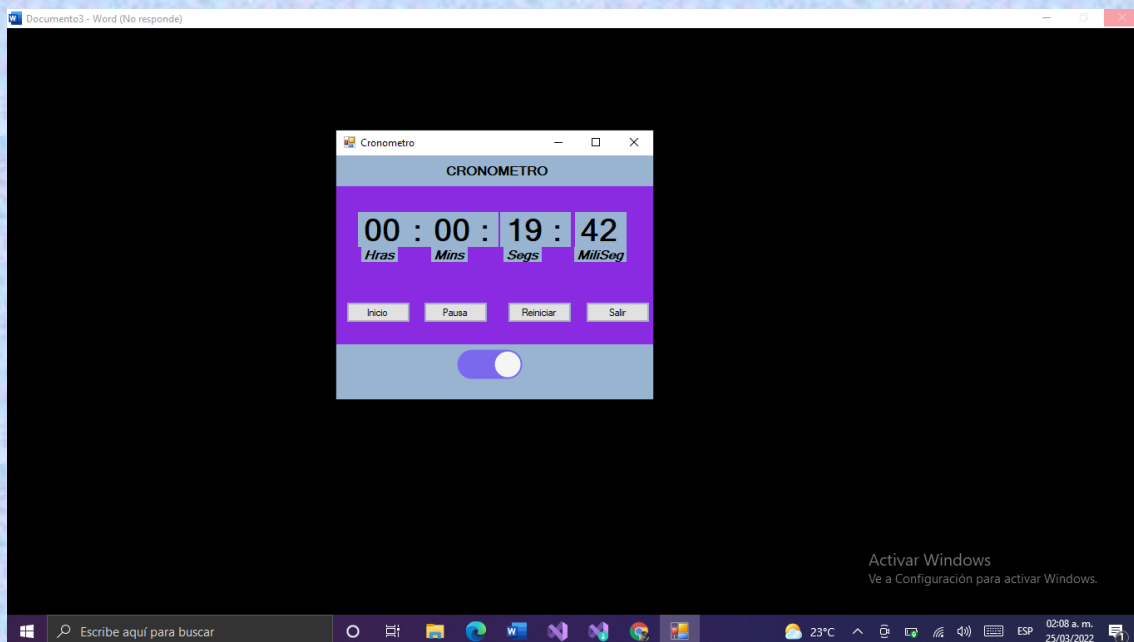 Documento3 - Word (No responde)
Cronometro
CRONOMETRO
00 : 00 : 19 : 42
Hras Mins Segs MiliSeg
Inicio Pausa Reiniciar Salir
Activar Windows
Ve a Configuración para activar Windows.
Escribe aquí para buscar
23°C
ESP
02:08 a. m.
25/03/2022